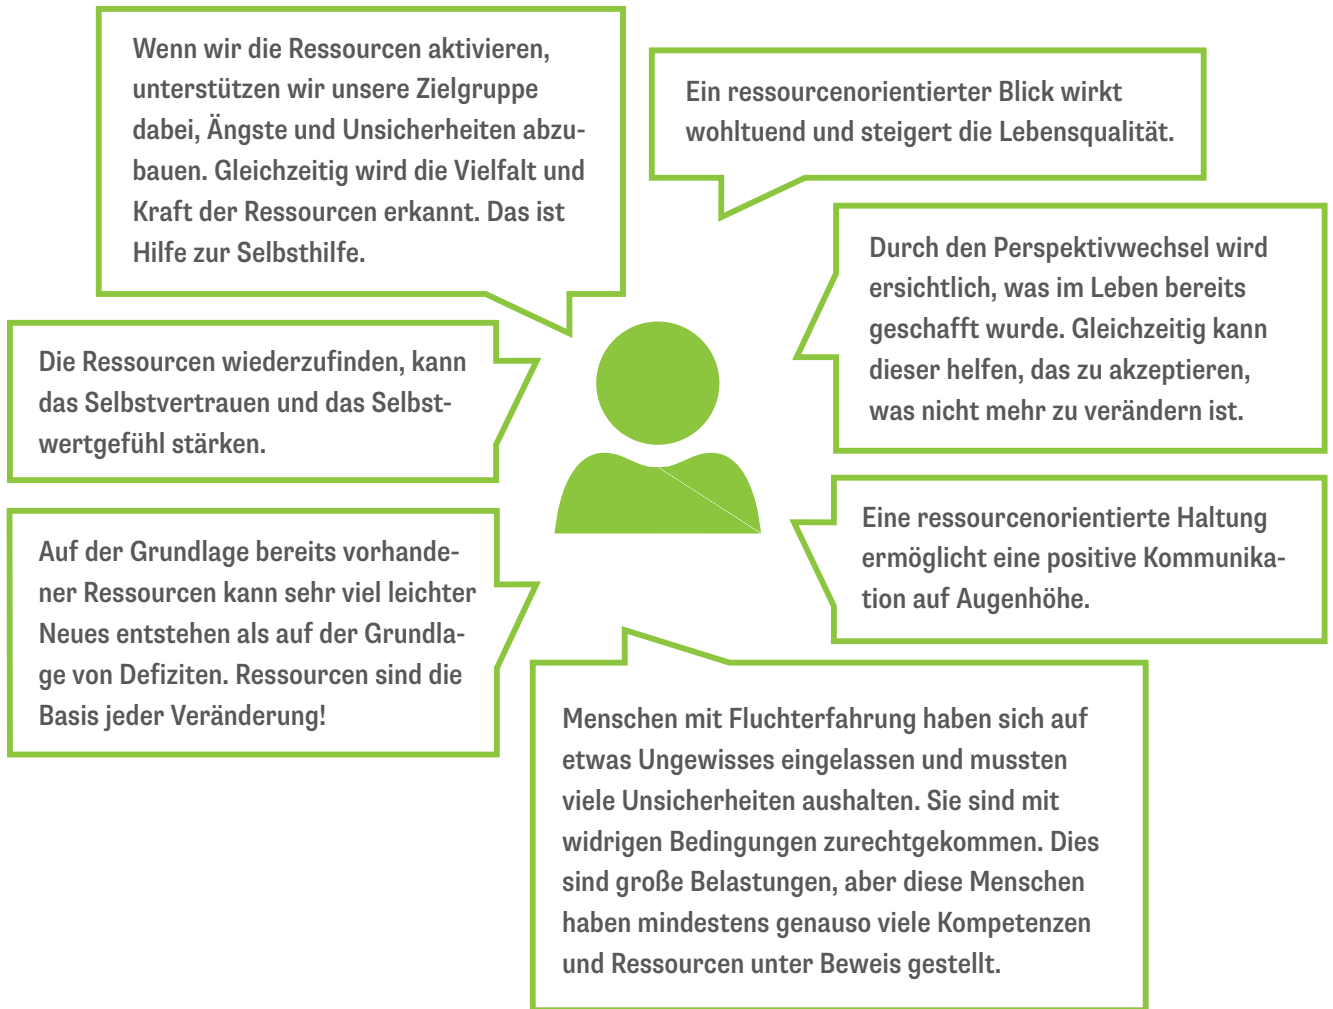 Wenn wir die Ressourcen aktivieren,
unterstützen wir unsere Zielgruppe
dabei, Ängste und Unsicherheiten abzu-
bauen. Gleichzeitig wird die Vielfalt und
Kraft der Ressourcen erkannt. Das ist
Hilfe zur Selbsthilfe.
Ein ressourcenorientierter Blick wirkt
wohltuend und steigert die Lebensqualität.
Durch den Perspektivwechsel wird
ersichtlich, was im Leben bereits
geschafft wurde. Gleichzeitig kann
dieser helfen, das zu akzeptieren,
was nicht mehr zu verändern ist.
Die Ressourcen wiederzufinden, kann
das Selbstvertrauen und das Selbst-
wertgefühl stärken.
Eine ressourcenorientierte Haltung
ermöglicht eine positive Kommunika-
tion auf Augenhöhe.
Auf der Grundlage bereits vorhande-
ner Ressourcen kann sehr viel leichter
Neues entstehen als auf der Grundla-
ge von Defiziten. Ressourcen sind die
Basis jeder Veränderung!
Menschen mit Fluchterfahrung haben sich auf
etwas Ungewisses eingelassen und mussten
viele Unsicherheiten aushalten. Sie sind mit
widrigen Bedingungen zurechtgekommen. Dies
sind große Belastungen, aber diese Menschen
haben mindestens genauso viele Kompetenzen
und Ressourcen unter Beweis gestellt.